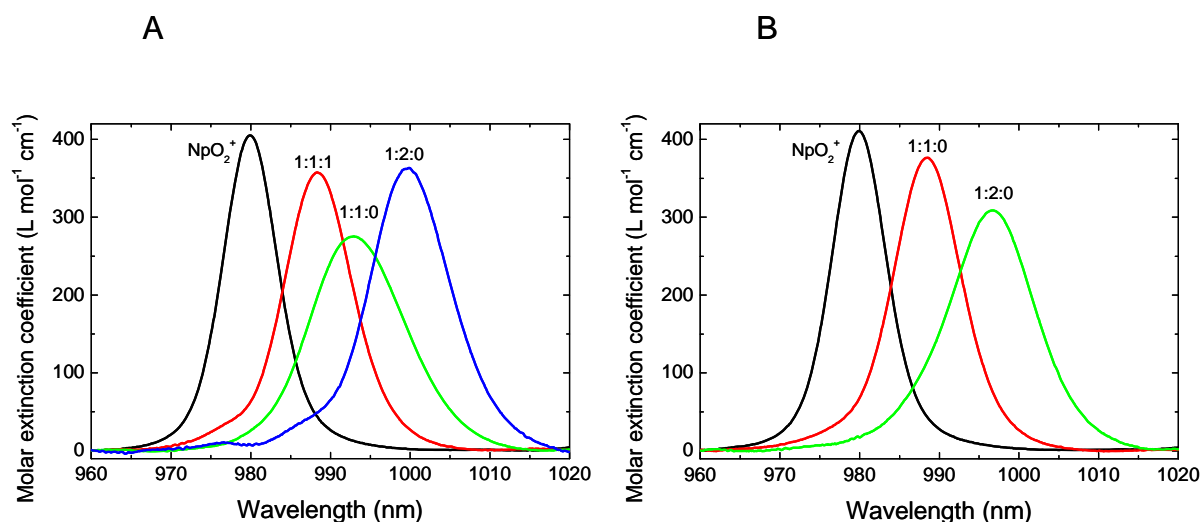 A
B
400
300
200
100
0
960 970 980 990 1000 1010 1020
Molar extinction coefficient (L mol⁻¹ cm⁻¹)
Wavelength (nm)
NpO₂⁺
1:1:1
1:1:0
1:2:0
400
300
200
100
0
960 970 980 990 1000 1010 1020
Molar extinction coefficient (L mol⁻¹ cm⁻¹)
Wavelength (nm)
NpO₂⁺
1:1:0
1:2:0